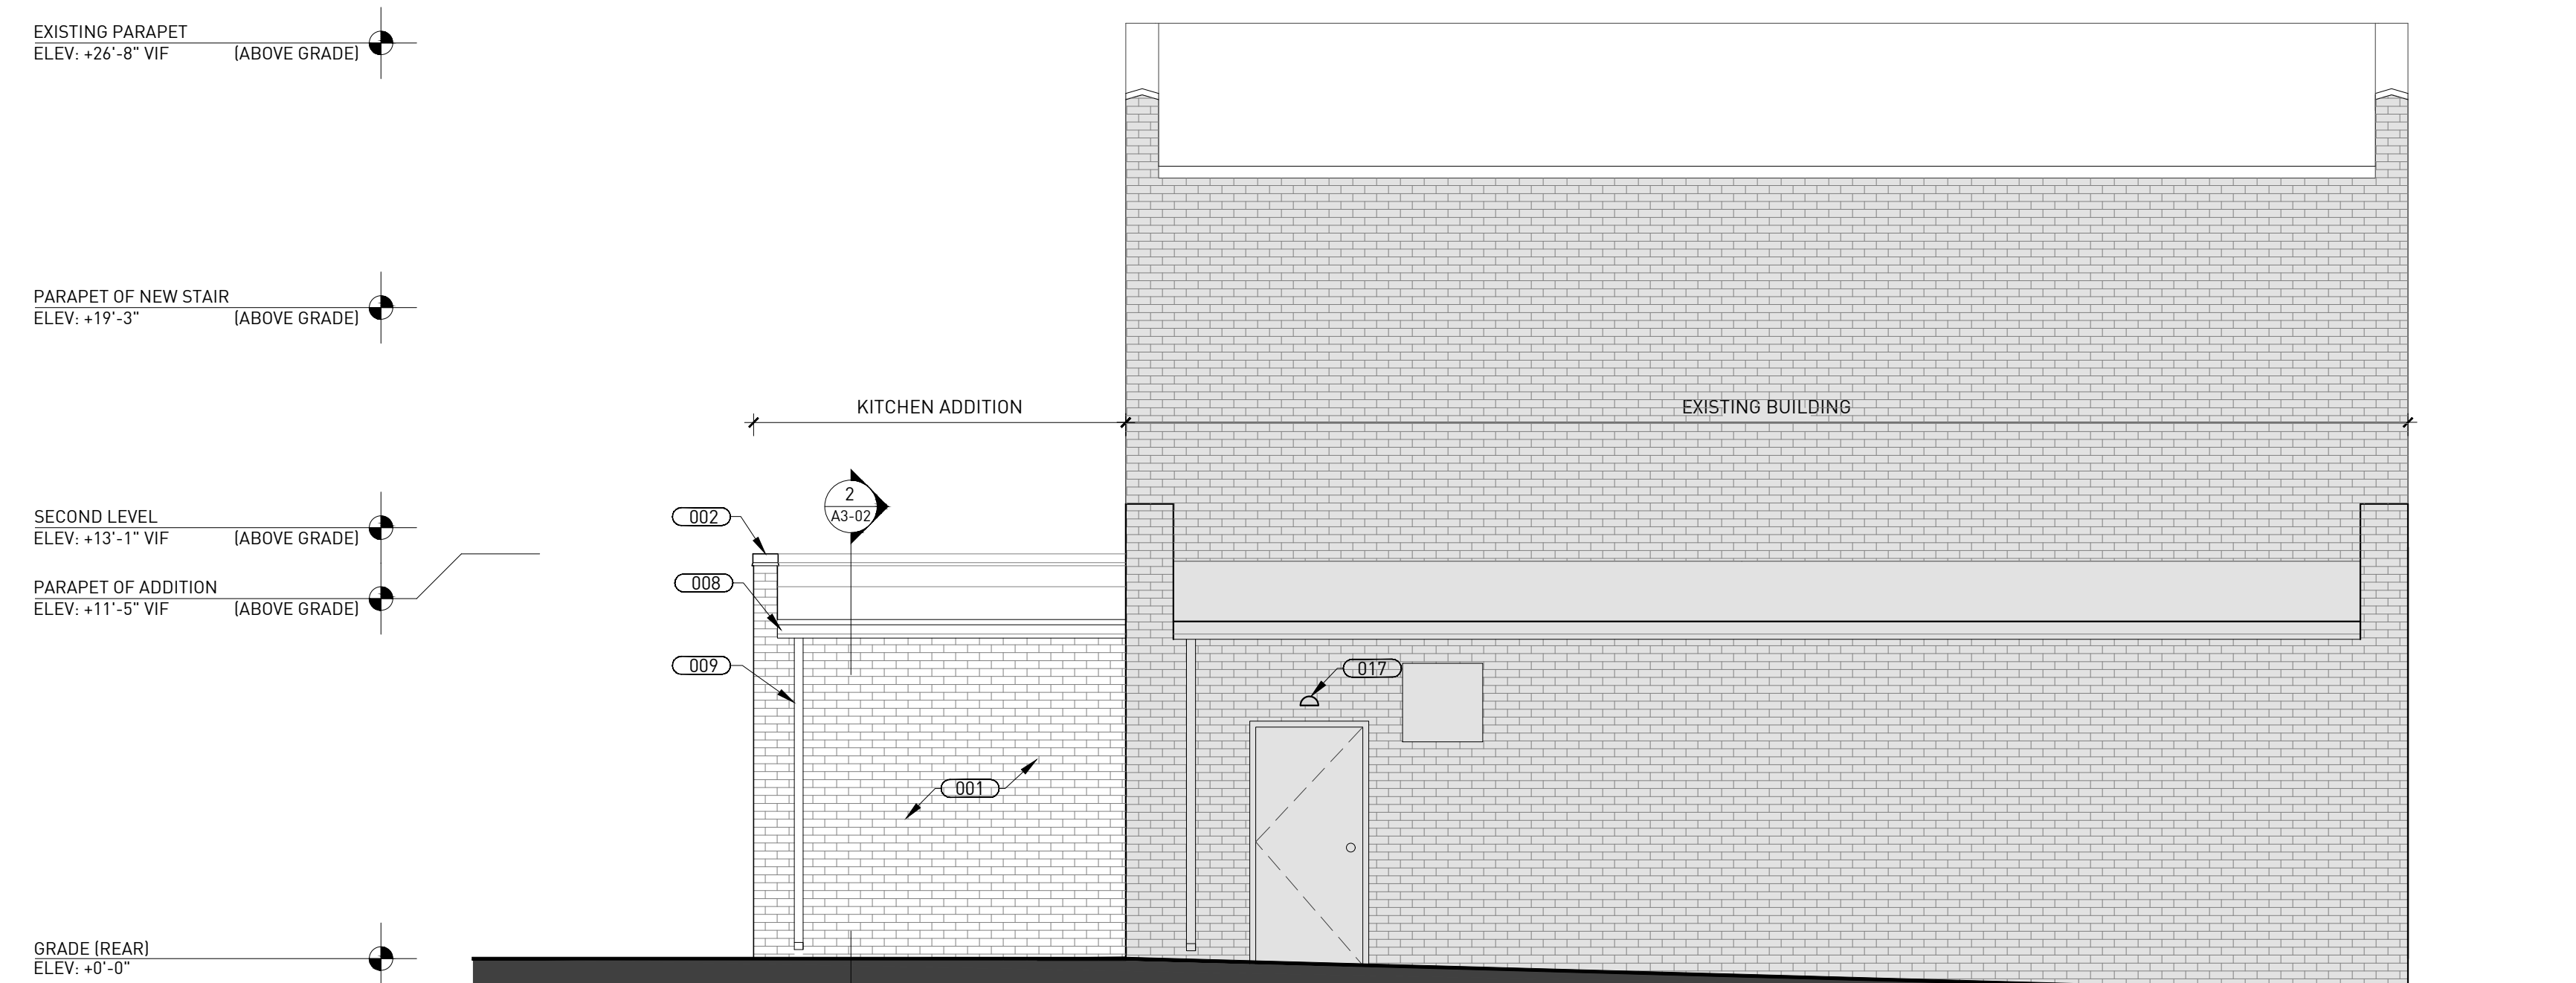 EXISTING PARAPET
ELEV: +26'-8" VIF (ABOVE GRADE)
PARAPET OF NEW STAIR
ELEV: +19'-3" (ABOVE GRADE)
KITCHEN ADDITION
EXISTING BUILDING
2
A3-02
002
SECOND LEVEL
ELEV: +13'-1" VIF (ABOVE GRADE)
008
PARAPET OF ADDITION
ELEV: +11'-5" VIF (ABOVE GRADE)
009
017
001
GRADE (REAR)
ELEV: +0'-0"